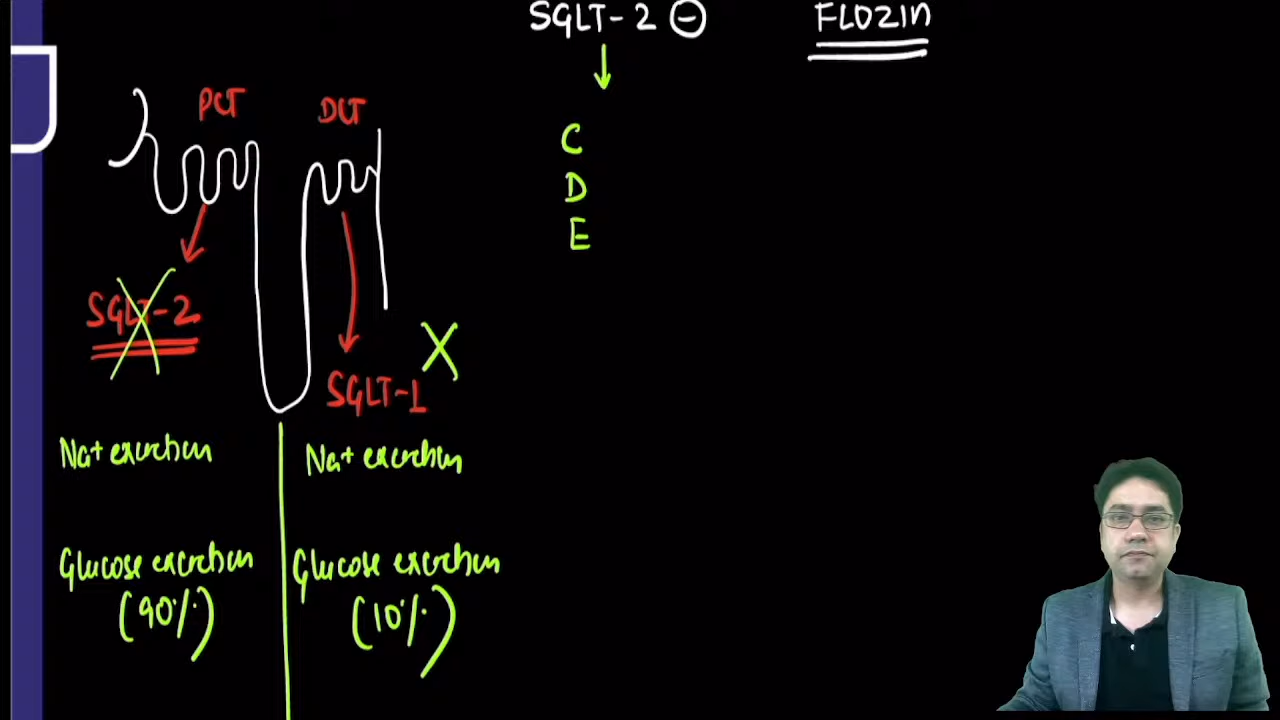 SGLT-2 ⊖ FLOZIN
PCT DCT
C
D
E
SGLT-2
SGLT-1 X
Na+ excretion Na+ excretion
Glucose excretion Glucose excretion
(90%) (10%)